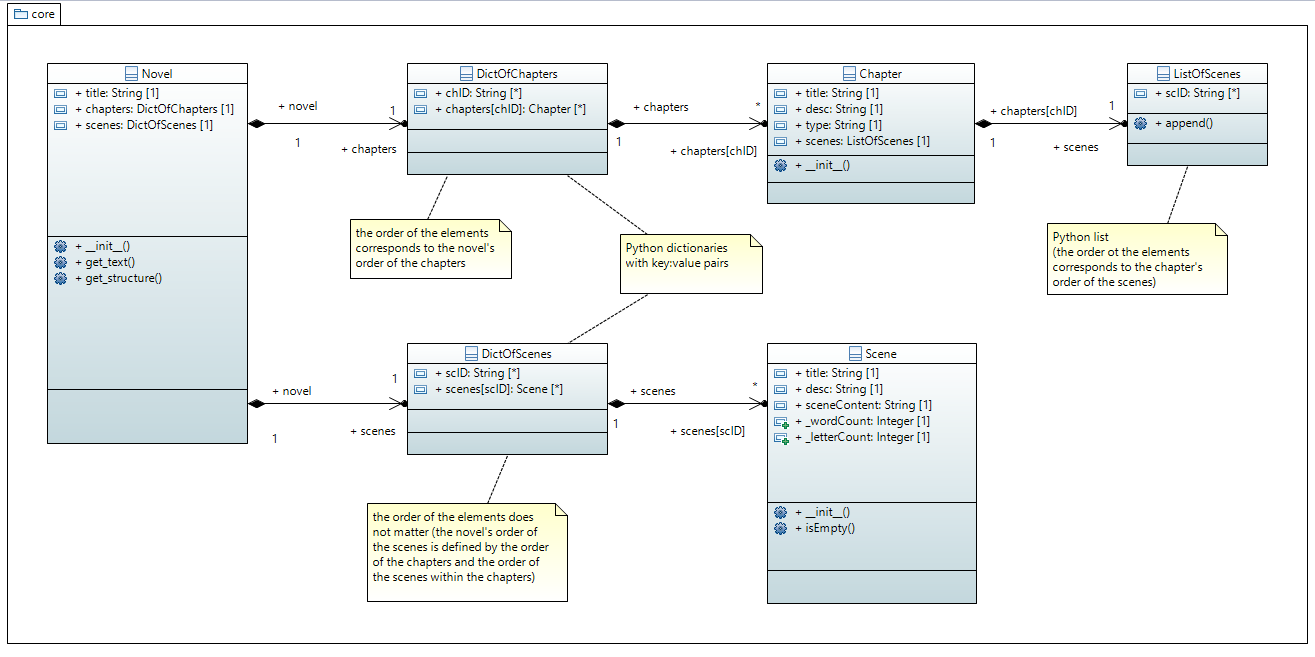 core
Novel
+ title: String [1]
+ chapters: DictOfChapters [1]
+ scenes: DictOfScenes [1]
+ __init__()
+ get_text()
+ get_structure()
+ novel
1
1
+ chapters
DictOfChapters
+ chID: String [*]
+ chapters[chID]: Chapter [*]
+ chapters
*
1
+ chapters[chID]
Chapter
+ title: String [1]
+ desc: String [1]
+ type: String [1]
+ scenes: ListOfScenes [1]
+ __init__()
+ chapters[chID]
1
1
+ scenes
ListOfScenes
+ scID: String [*]
+ append()
the order of the elements
corresponds to the novel's
order of the chapters
Python dictionaries
with key:value pairs
Python list
(the order ot the elements
corresponds to the chapter's
order of the scenes)
+ novel
1
1
+ scenes
DictOfScenes
+ scID: String [*]
+ scenes[scID]: Scene [*]
+ scenes
*
1
+ scenes[scID]
Scene
+ title: String [1]
+ desc: String [1]
+ sceneContent: String [1]
+ _wordCount: Integer [1]
+ _letterCount: Integer [1]
+ __init__()
+ isEmpty()
the order of the elements does
not matter (the novel's order of
the scenes is defined by the order
of the chapters and the order of
the scenes within the chapters)